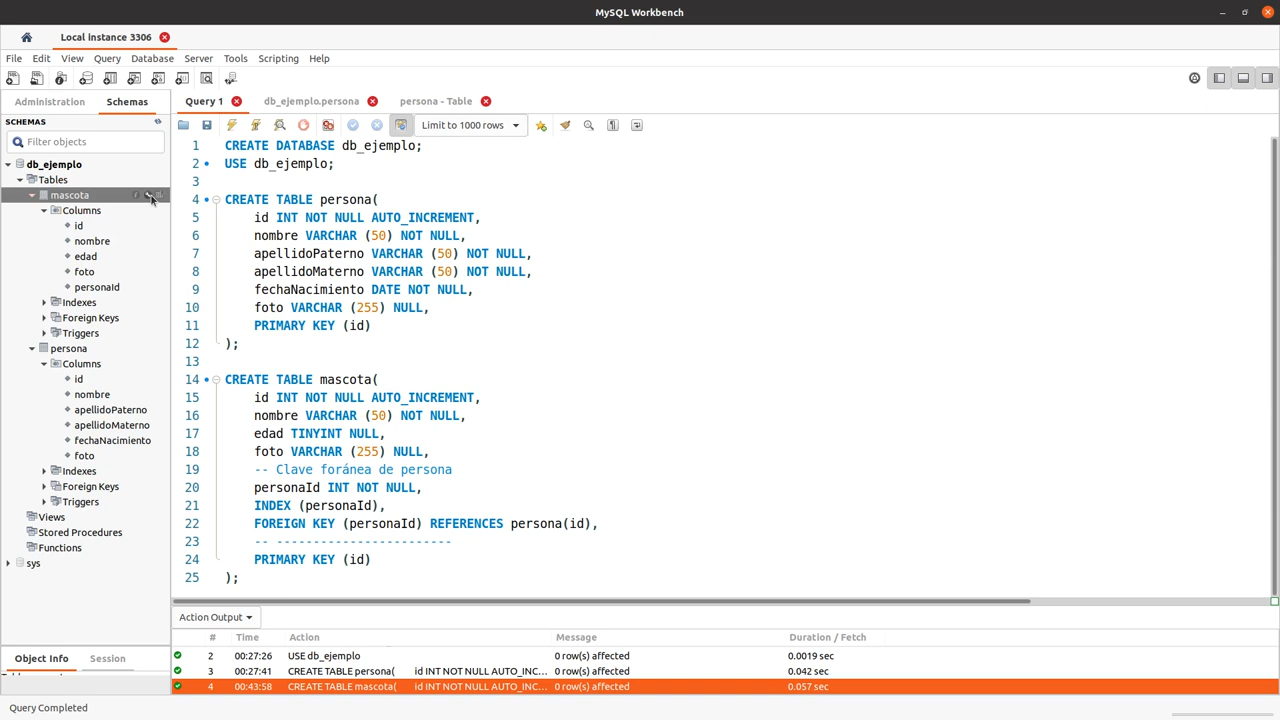 MySQL Workbench
Local instance 3306
File Edit View Query Database Server Tools Scripting Help
Administration Schemas
Query 1 db_ejemplo.persona persona - Table
SCHEMAS
Filter objects
Limit to 1000 rows
db_ejemplo
Tables
mascota
Columns
id
nombre
edad
foto
personaId
Indexes
Foreign Keys
Triggers
persona
Columns
id
nombre
apellidoPaterno
apellidoMaterno
fechaNacimiento
foto
Indexes
Foreign Keys
Triggers
Views
Stored Procedures
Functions
sys
1 CREATE DATABASE db_ejemplo;
2 USE db_ejemplo;
3
4 CREATE TABLE persona(
5 id INT NOT NULL AUTO_INCREMENT,
6 nombre VARCHAR (50) NOT NULL,
7 apellidoPaterno VARCHAR (50) NOT NULL,
8 apellidoMaterno VARCHAR (50) NOT NULL,
9 fechaNacimiento DATE NOT NULL,
10 foto VARCHAR (255) NULL,
11 PRIMARY KEY (id)
12 );
13
14 CREATE TABLE mascota(
15 id INT NOT NULL AUTO_INCREMENT,
16 nombre VARCHAR (50) NOT NULL,
17 edad TINYINT NULL,
18 foto VARCHAR (255) NULL,
19 -- Clave foránea de persona
20 personaId INT NOT NULL,
21 INDEX (personaId),
22 FOREIGN KEY (personaId) REFERENCES persona(id),
23 -- ------------------------
24 PRIMARY KEY (id)
25 );
Action Output
# Time Action Message Duration / Fetch
2 00:27:26 USE db_ejemplo 0 row(s) affected 0.0019 sec
3 00:27:41 CREATE TABLE persona( id INT NOT NULL AUTO_INC... 0 row(s) affected 0.042 sec
4 00:43:58 CREATE TABLE mascota( id INT NOT NULL AUTO_INC... 0 row(s) affected 0.057 sec
Object Info Session
Query Completed